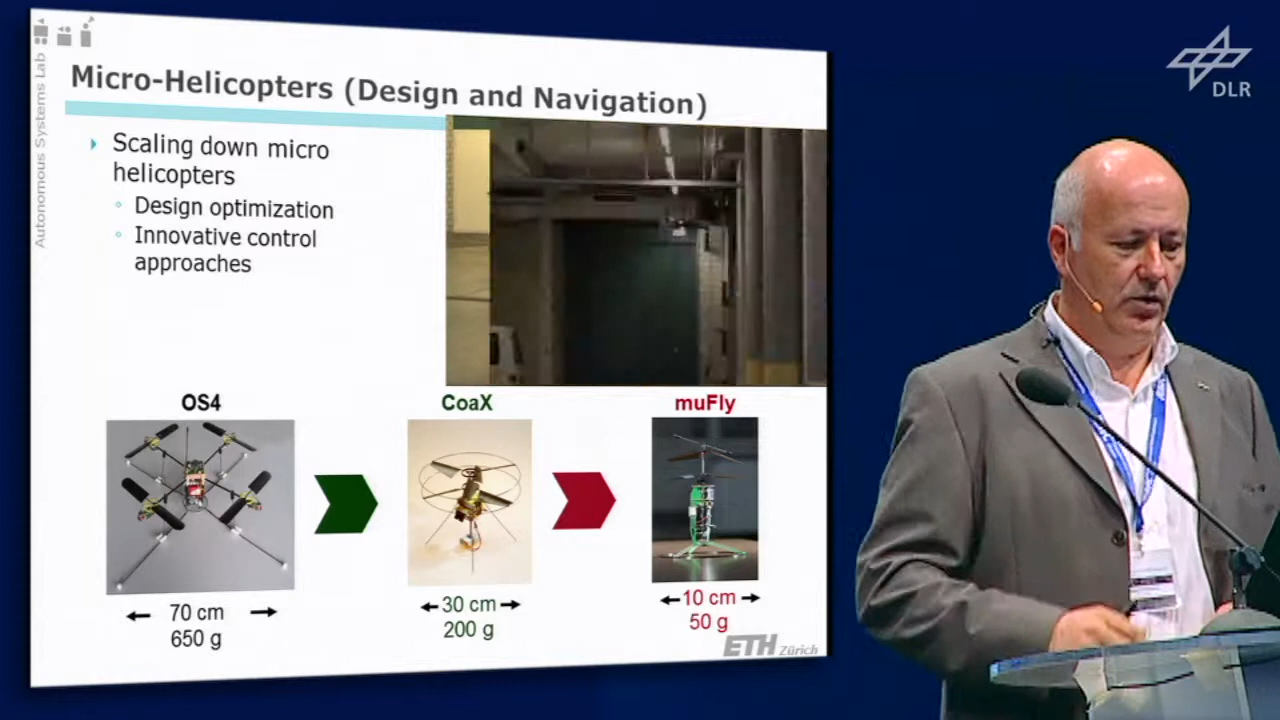 Autonomous Systems Lab
Micro-Helicopters (Design and Navigation)
Scaling down micro
helicopters
Design optimization
Innovative control
approaches
OS4
CoaX
muFly
70 cm
650 g
30 cm
200 g
10 cm
50 g
ETH Zürich
DLR